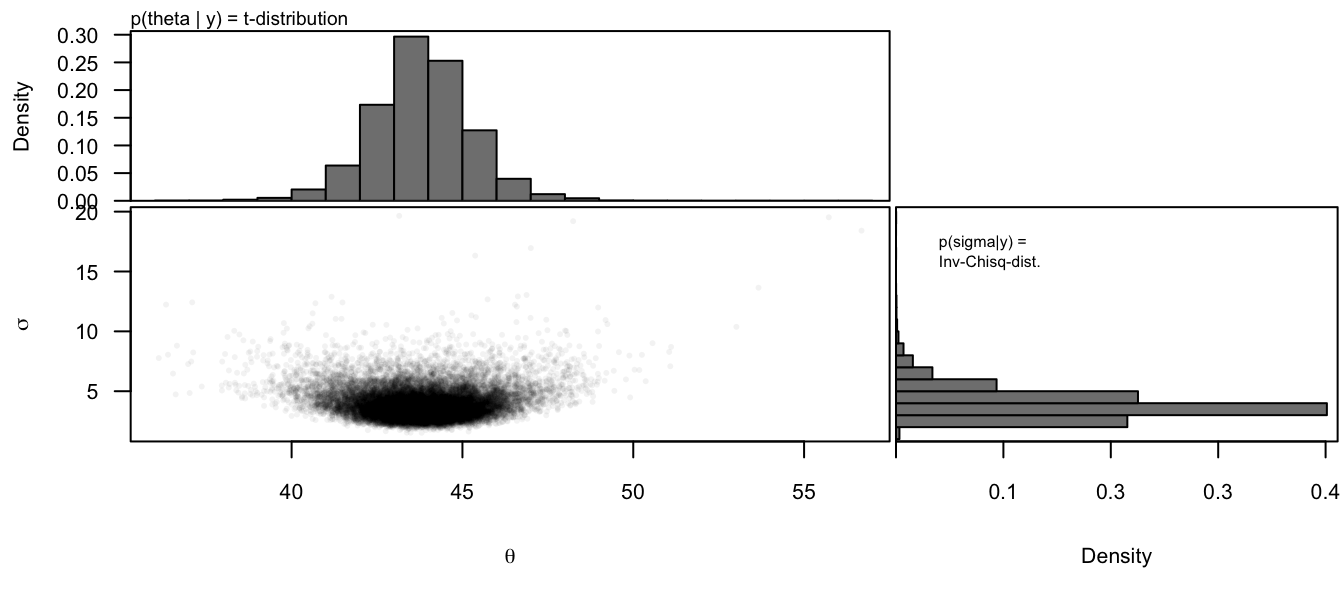 p(theta | y) = t-distribution
Density
0.30
0.25
0.20
0.15
0.10
0.05
0.00
20
15
10
5
σ
p(sigma|y) =
Inv-Chisq-dist.
40 45 50 55
θ
0.1 0.3 0.3 0.4
Density